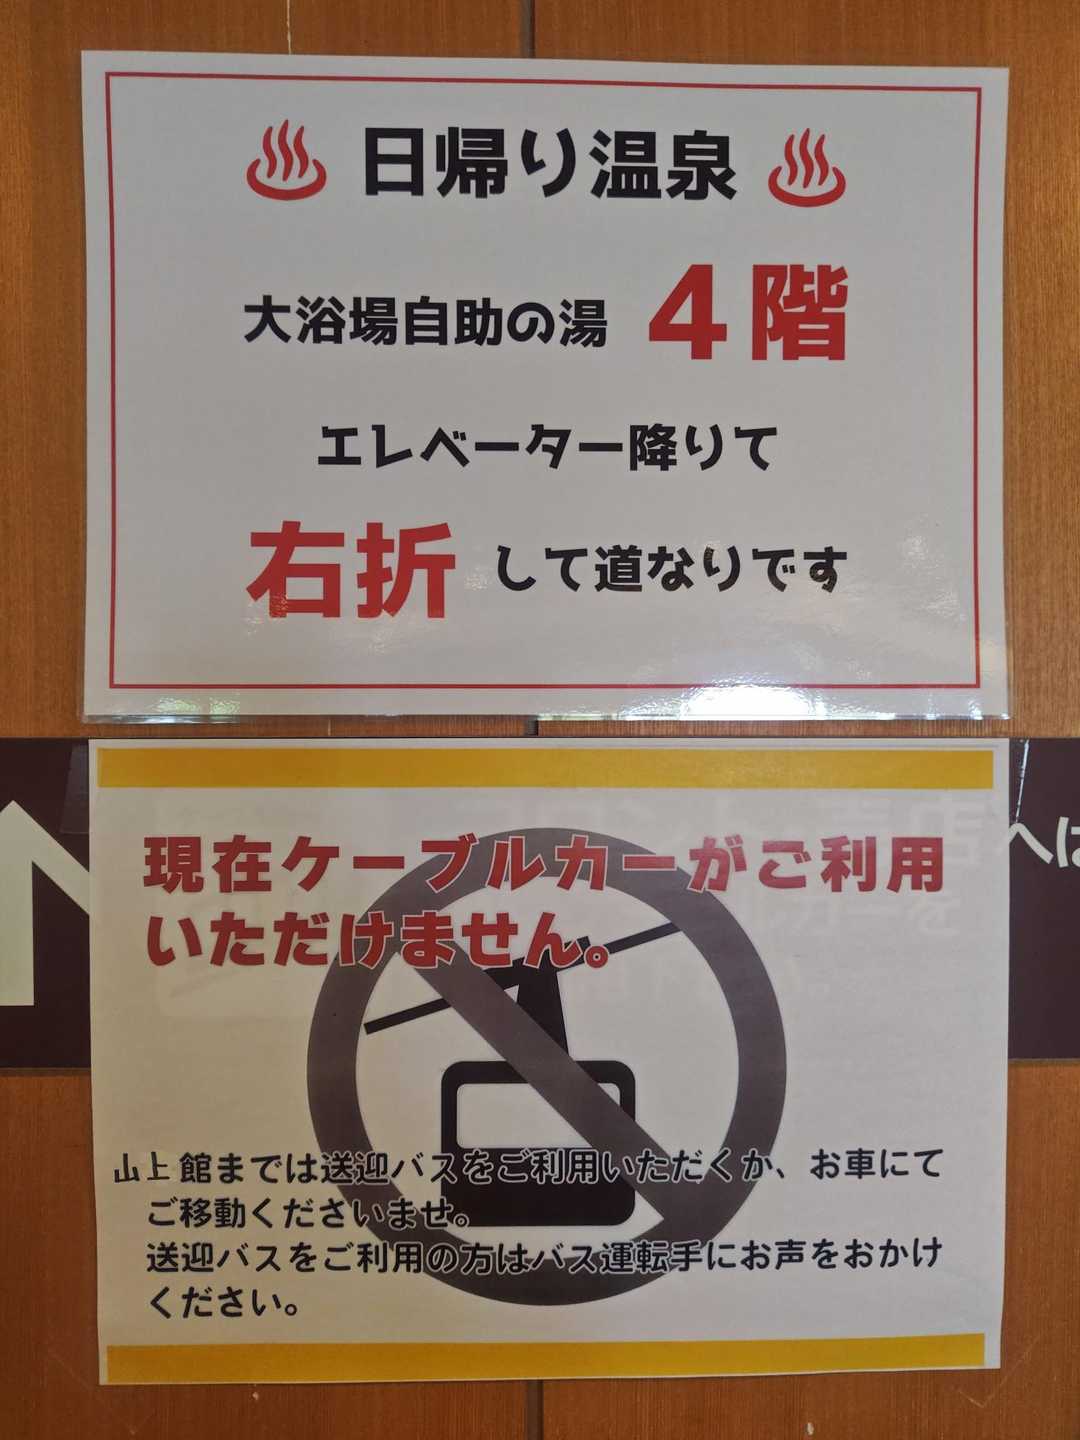 日帰り温泉
大浴場自助の湯 4階
エレベーター降りて
右折 して道なりです
現在ケーブルカーがご利用
いただけません。
山上館までは送迎バスをご利用いただくか、お車にて
ご移動くださいませ。
送迎バスをご利用の方はバス運転手にお声をおかけ
ください。
へは